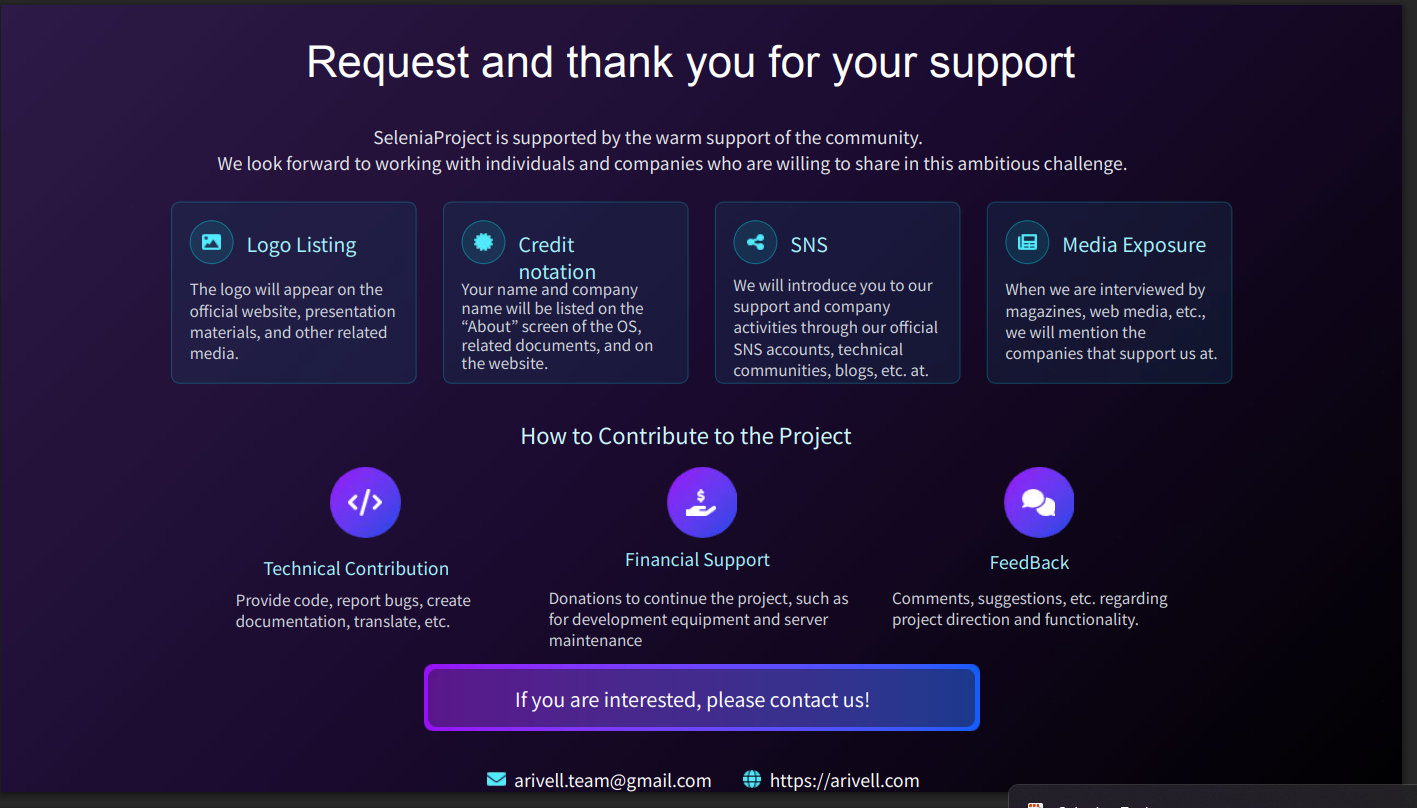 Request and thank you for your support
SeleniaProject is supported by the warm support of the community.
We look forward to working with individuals and companies who are willing to share in this ambitious challenge.
Logo Listing
The logo will appear on the
official website, presentation
materials, and other related
media.
Credit
notation
Your name and company
name will be listed on the
“About” screen of the OS,
related documents, and on
the website.
SNS
We will introduce you to our
support and company
activities through our official
SNS accounts, technical
communities, blogs, etc. at.
Media Exposure
When we are interviewed by
magazines, web media, etc.,
we will mention the
companies that support us at.
How to Contribute to the Project
Technical Contribution
Provide code, report bugs, create
documentation, translate, etc.
Financial Support
Donations to continue the project, such as
for development equipment and server
maintenance
FeedBack
Comments, suggestions, etc. regarding
project direction and functionality.
If you are interested, please contact us!
arivell.team@gmail.com
https://arivell.com